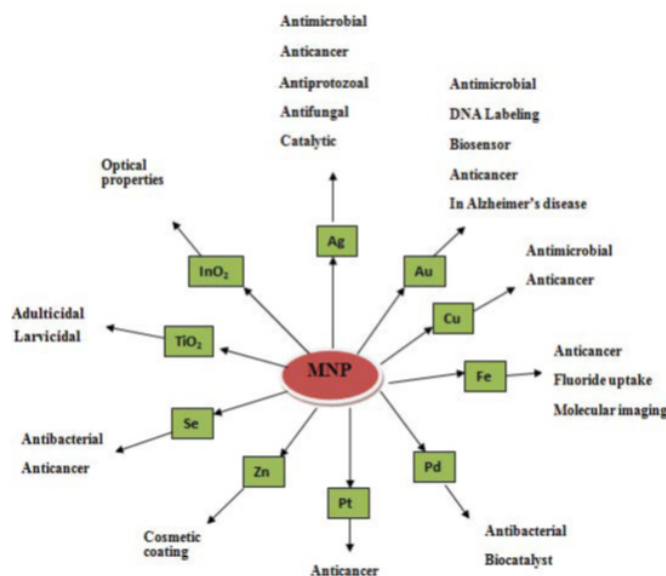 Antimicrobial
Anticancer
Antiprotozoal
Antifungal
Catalytic
Antimicrobial
DNA Labeling
Biosensor
Anticancer
In Alzheimer's disease
Optical
properties
Ag
InO₂
Au
Antimicrobial
Anticancer
Cu
Adulticidal
Larvicidal
TiO₂
MNP
Fe
Anticancer
Fluoride uptake
Molecular imaging
Se
Antibacterial
Anticancer
Zn
Pd
Pt
Cosmetic
coating
Antibacterial
Biocatalyst
Anticancer